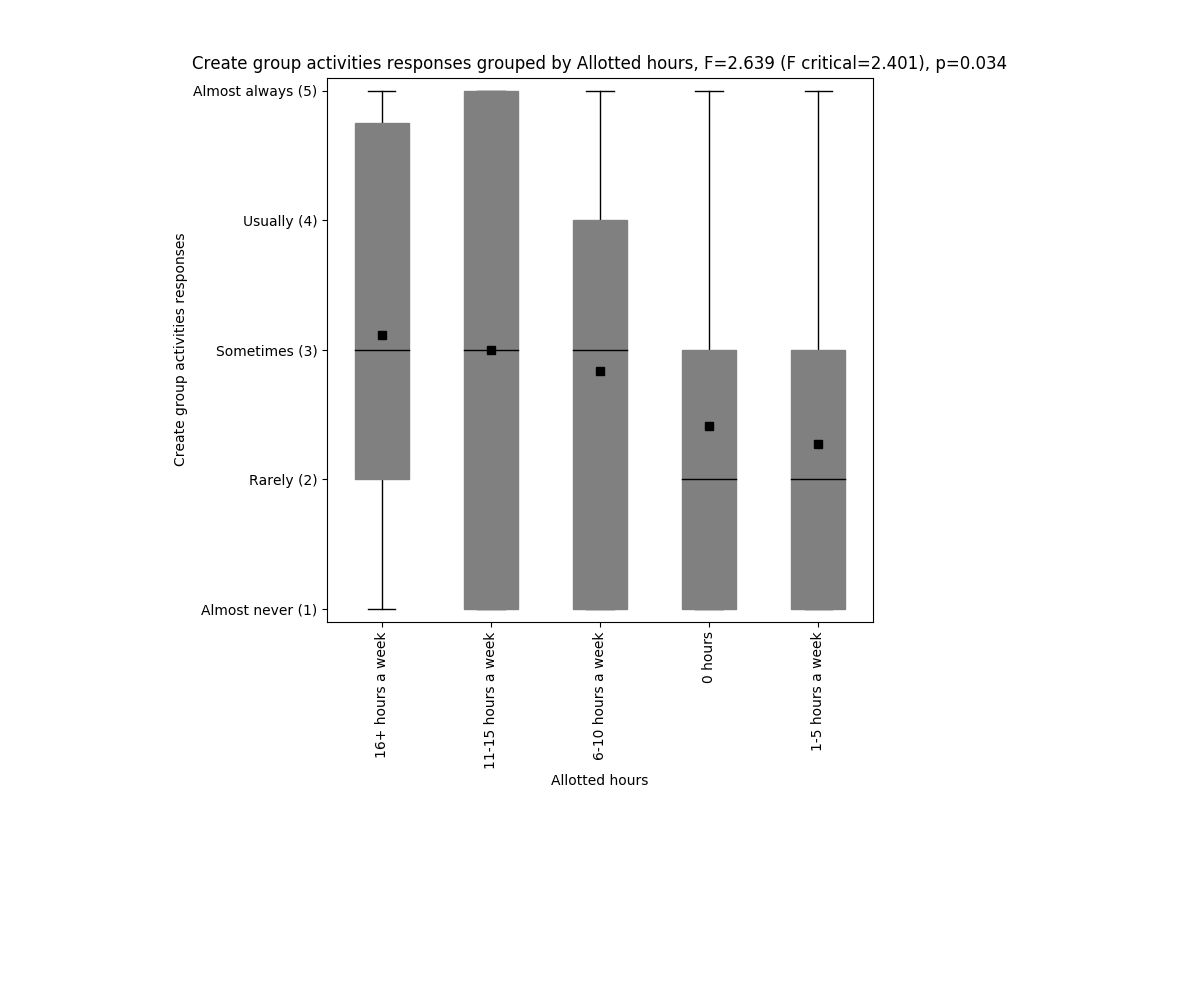 Create group activities responses grouped by Allotted hours, F=2.639 (F critical=2.401), p=0.034
Almost always (5)
Usually (4)
Sometimes (3)
Rarely (2)
Almost never (1)
Create group activities responses
16+ hours a week
11-15 hours a week
6-10 hours a week
0 hours
1-5 hours a week
Allotted hours